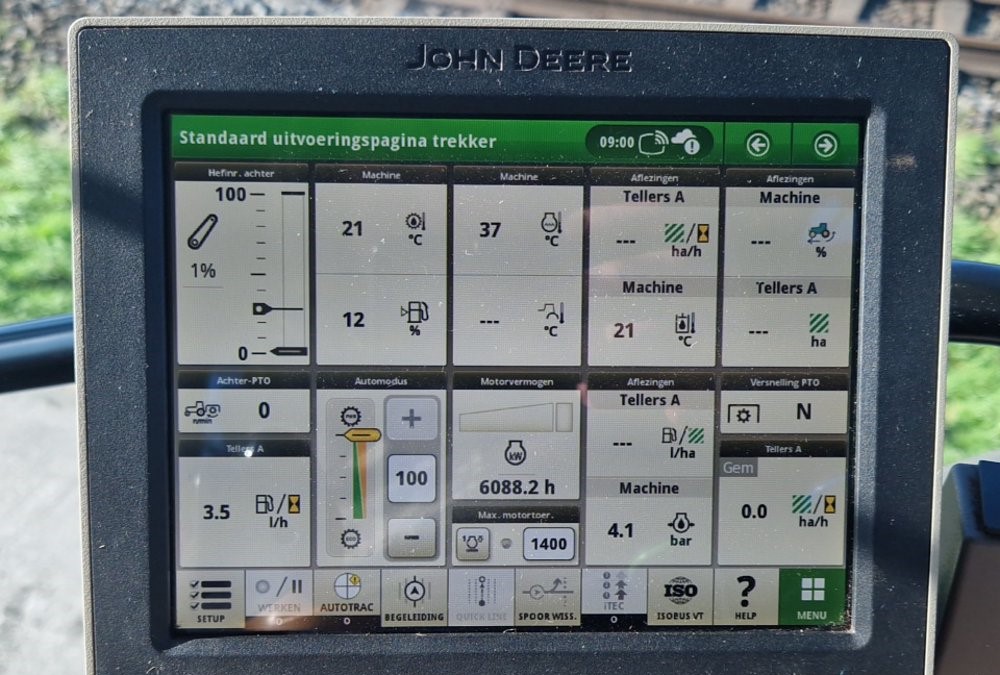 JOHN DEERE
Standaard uitvoeringspagina trekker
09:00
Hefinr. achter
100
1%
0
Machine
21
°C
12
%
Machine
37
°C
---
°C
Aflezingen
Tellers A
---
ha/h
Machine
21
°C
Aflezingen
Machine
---
%
Tellers A
---
ha
Achter-PTO
n/min
0
Tellers A
3.5
l/h
Automodus
PWR
ECO
+
100
-
Motorvermogen
kW
6088.2 h
Max. motortoer.
1400
Aflezingen
Tellers A
---
l/ha
Machine
4.1
bar
Versnelling PTO
N
Tellers A
Gem
0.0
ha/h
SETUP
WERKEN
AUTOTRAC
BEGELEIDING
QUICK LINE
SPOOR WISS.
iTEC
ISO
ISOBUS VT
?
HELP
MENU